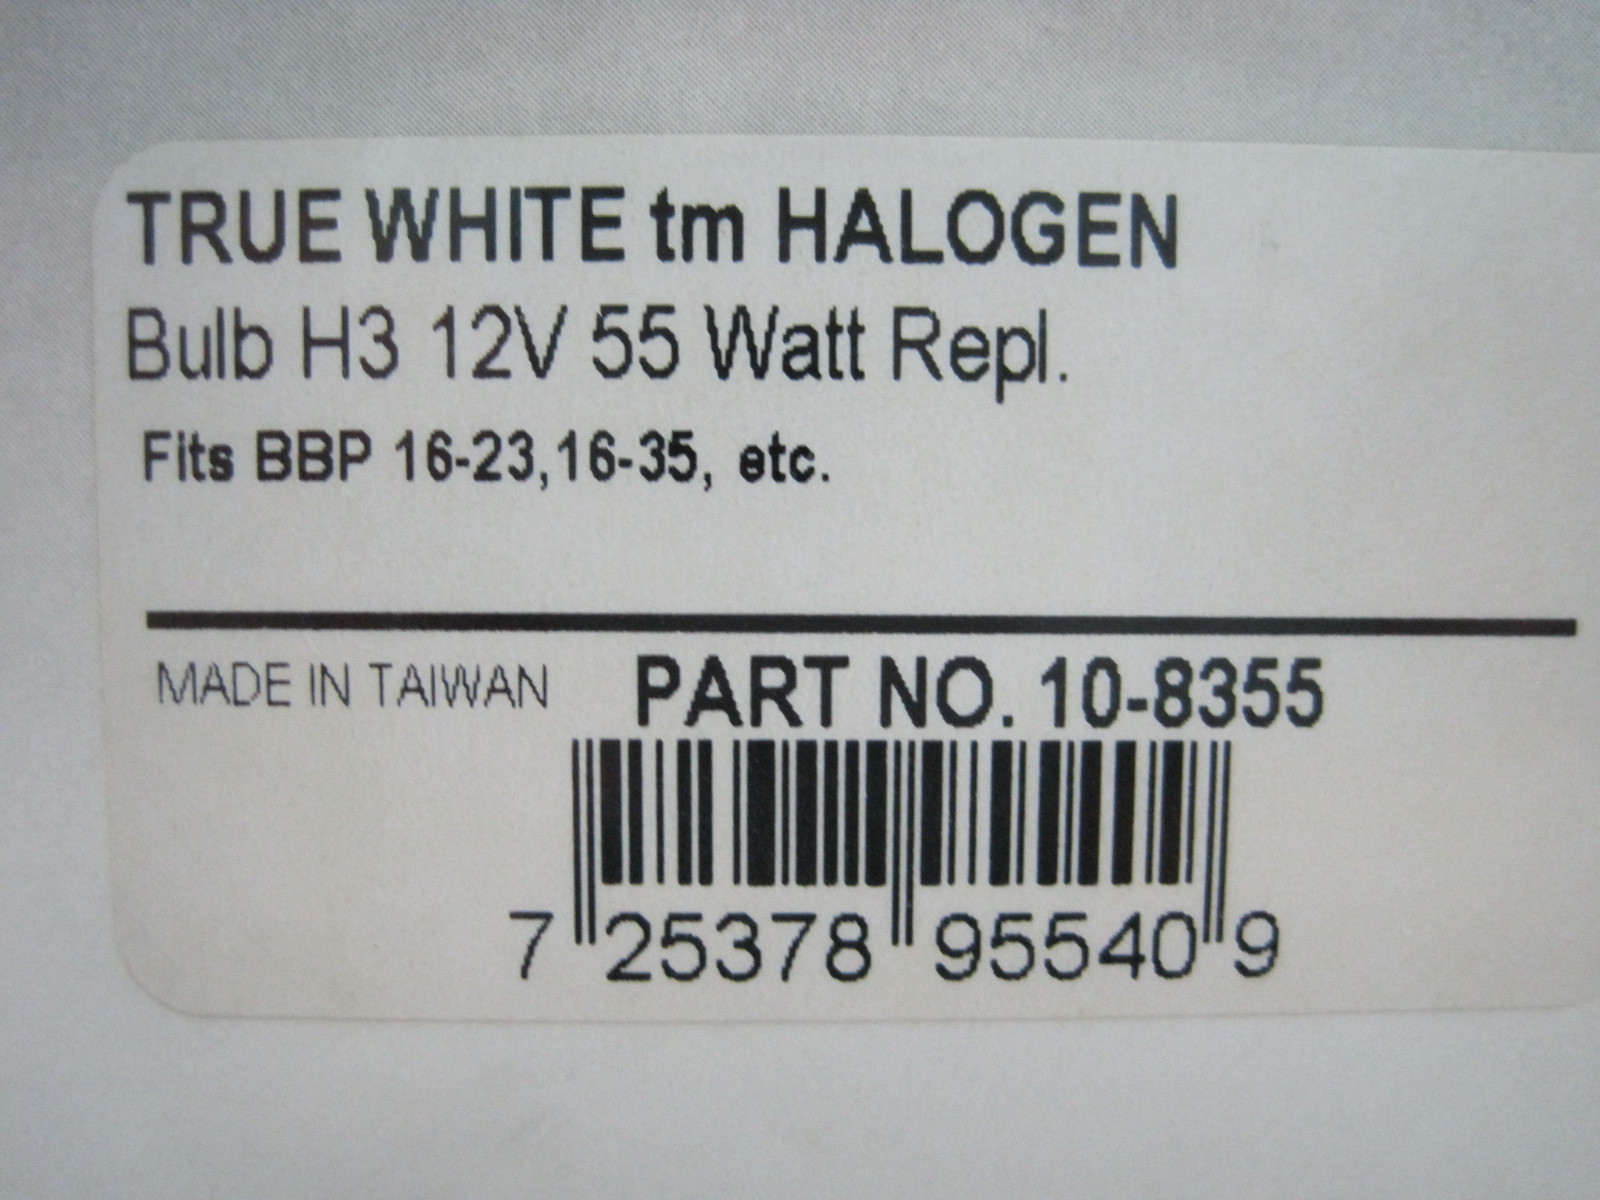 TRUE WHITE tm HALOGEN
Bulb H3 12V 55 Watt Repl.
Fits BBP 16-23,16-35, etc.
MADE IN TAIWAN PART NO. 10-8355
7 25378 95540 9